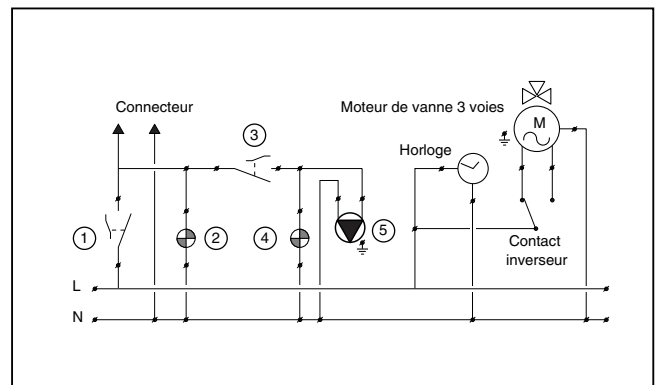 Connecteur
Moteur de vanne 3 voies
M
3
Horloge
1
2
4
5
Contact
inverseur
L
N